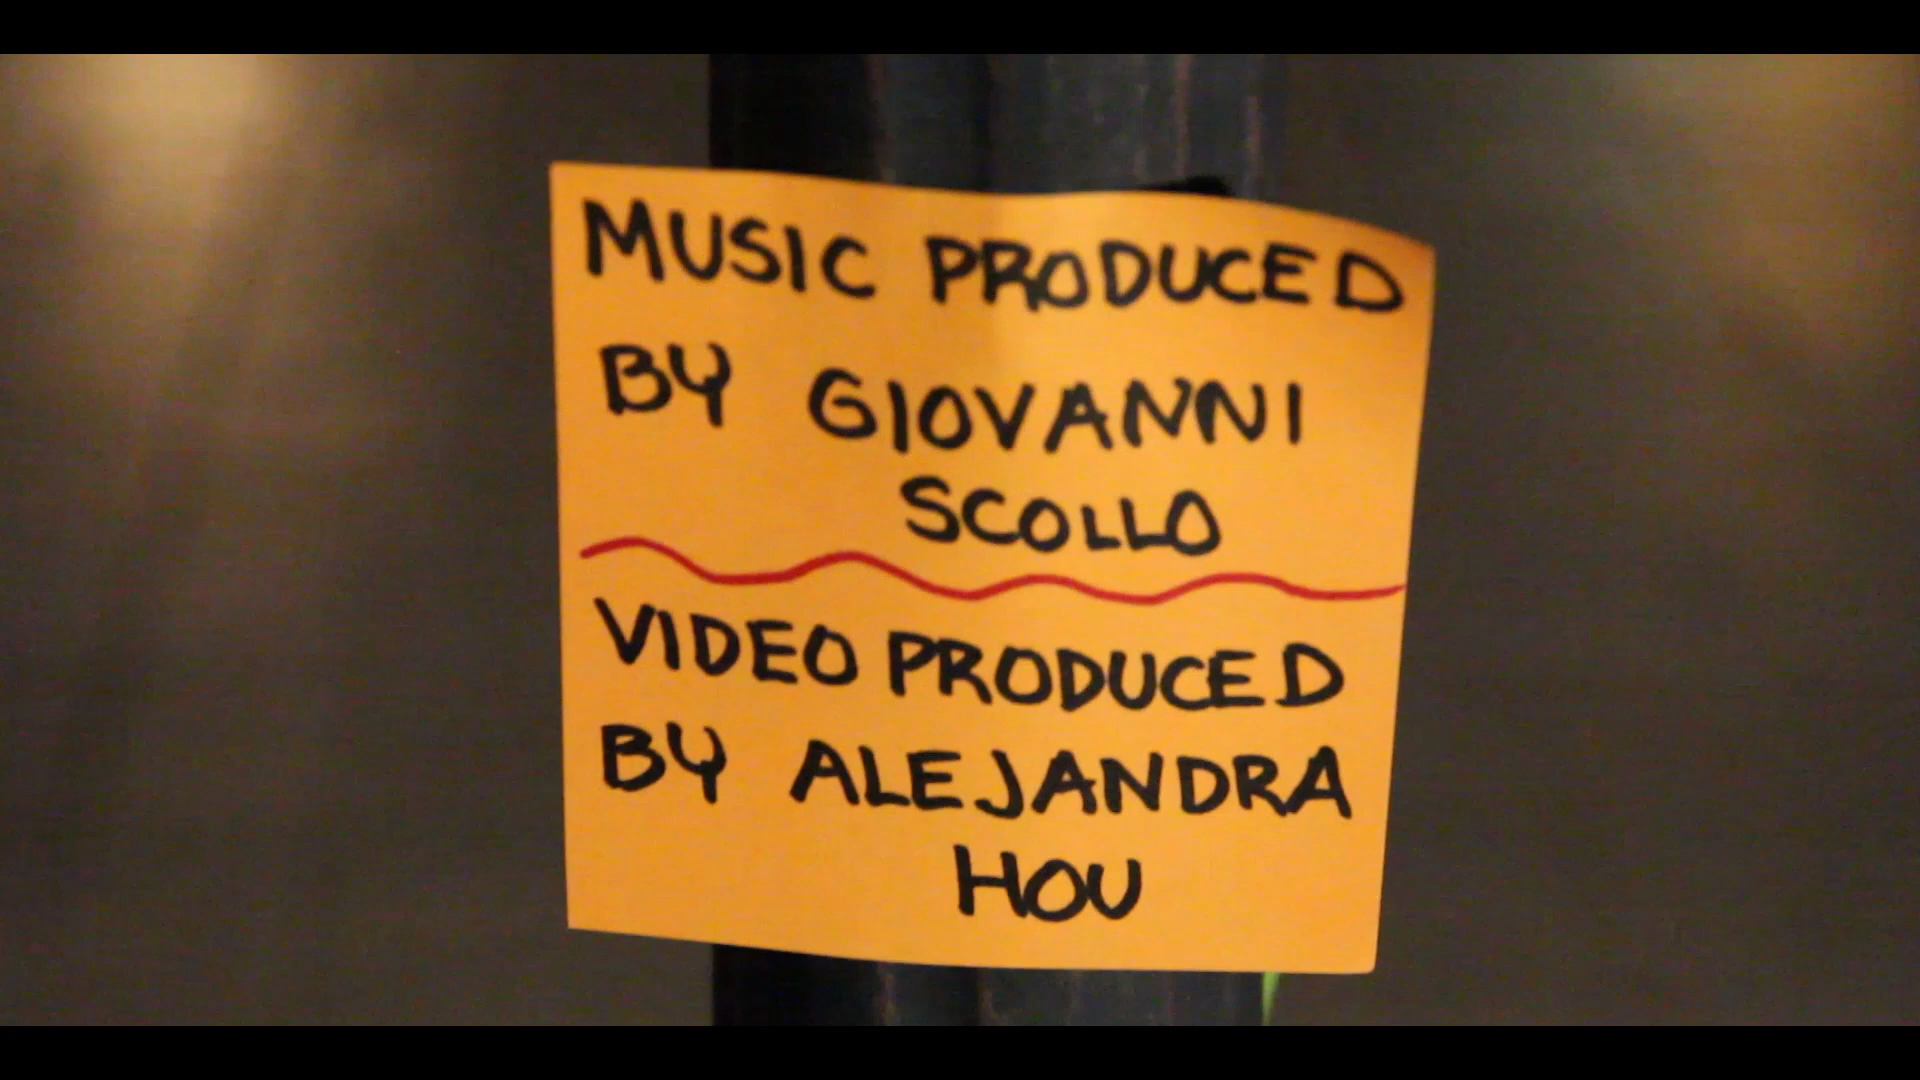 MUSIC PRODUCED
BY GIOVANNI
SCOLLO
VIDEO PRODUCED
BY ALEJANDRA
HOU